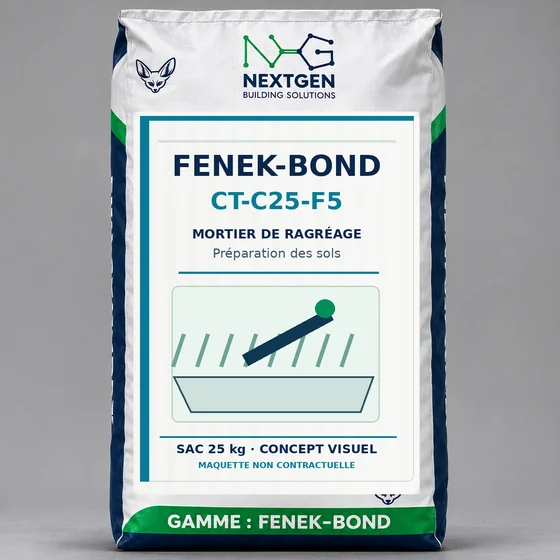 NG
NEXTGEN
BUILDING SOLUTIONS
FENEK-BOND
CT-C25-F5
MORTIER DE RAGRÉAGE
Préparation des sols
SAC 25 kg · CONCEPT VISUEL
MAQUETTE NON CONTRACTUELLE
GAMME : FENEK-BOND